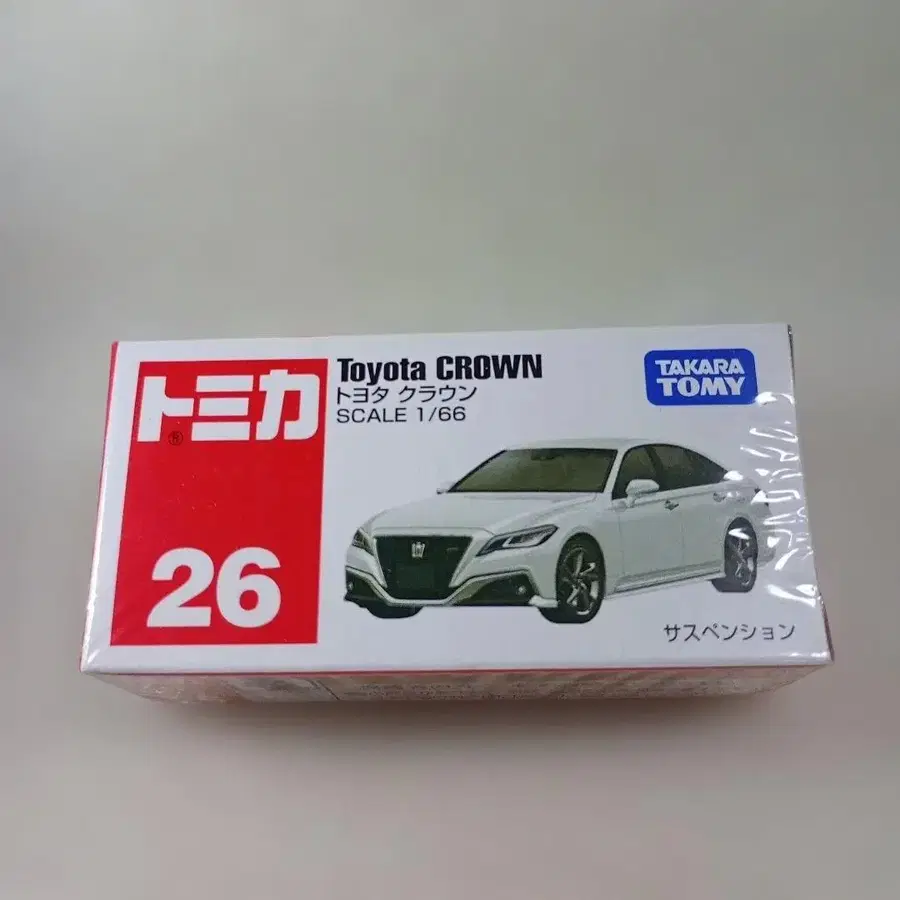 トミカ
26
Toyota CROWN
トヨタ クラウン
SCALE 1/66
TAKARA
TOMY
サスペンション